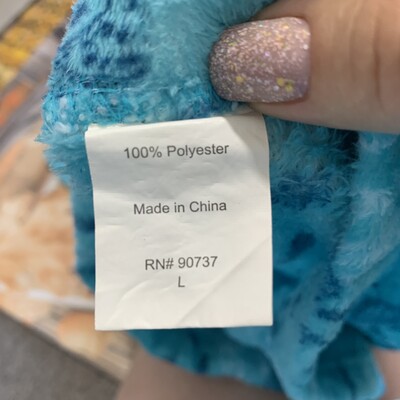 100% Polyester
Made in China
RN# 90737
L